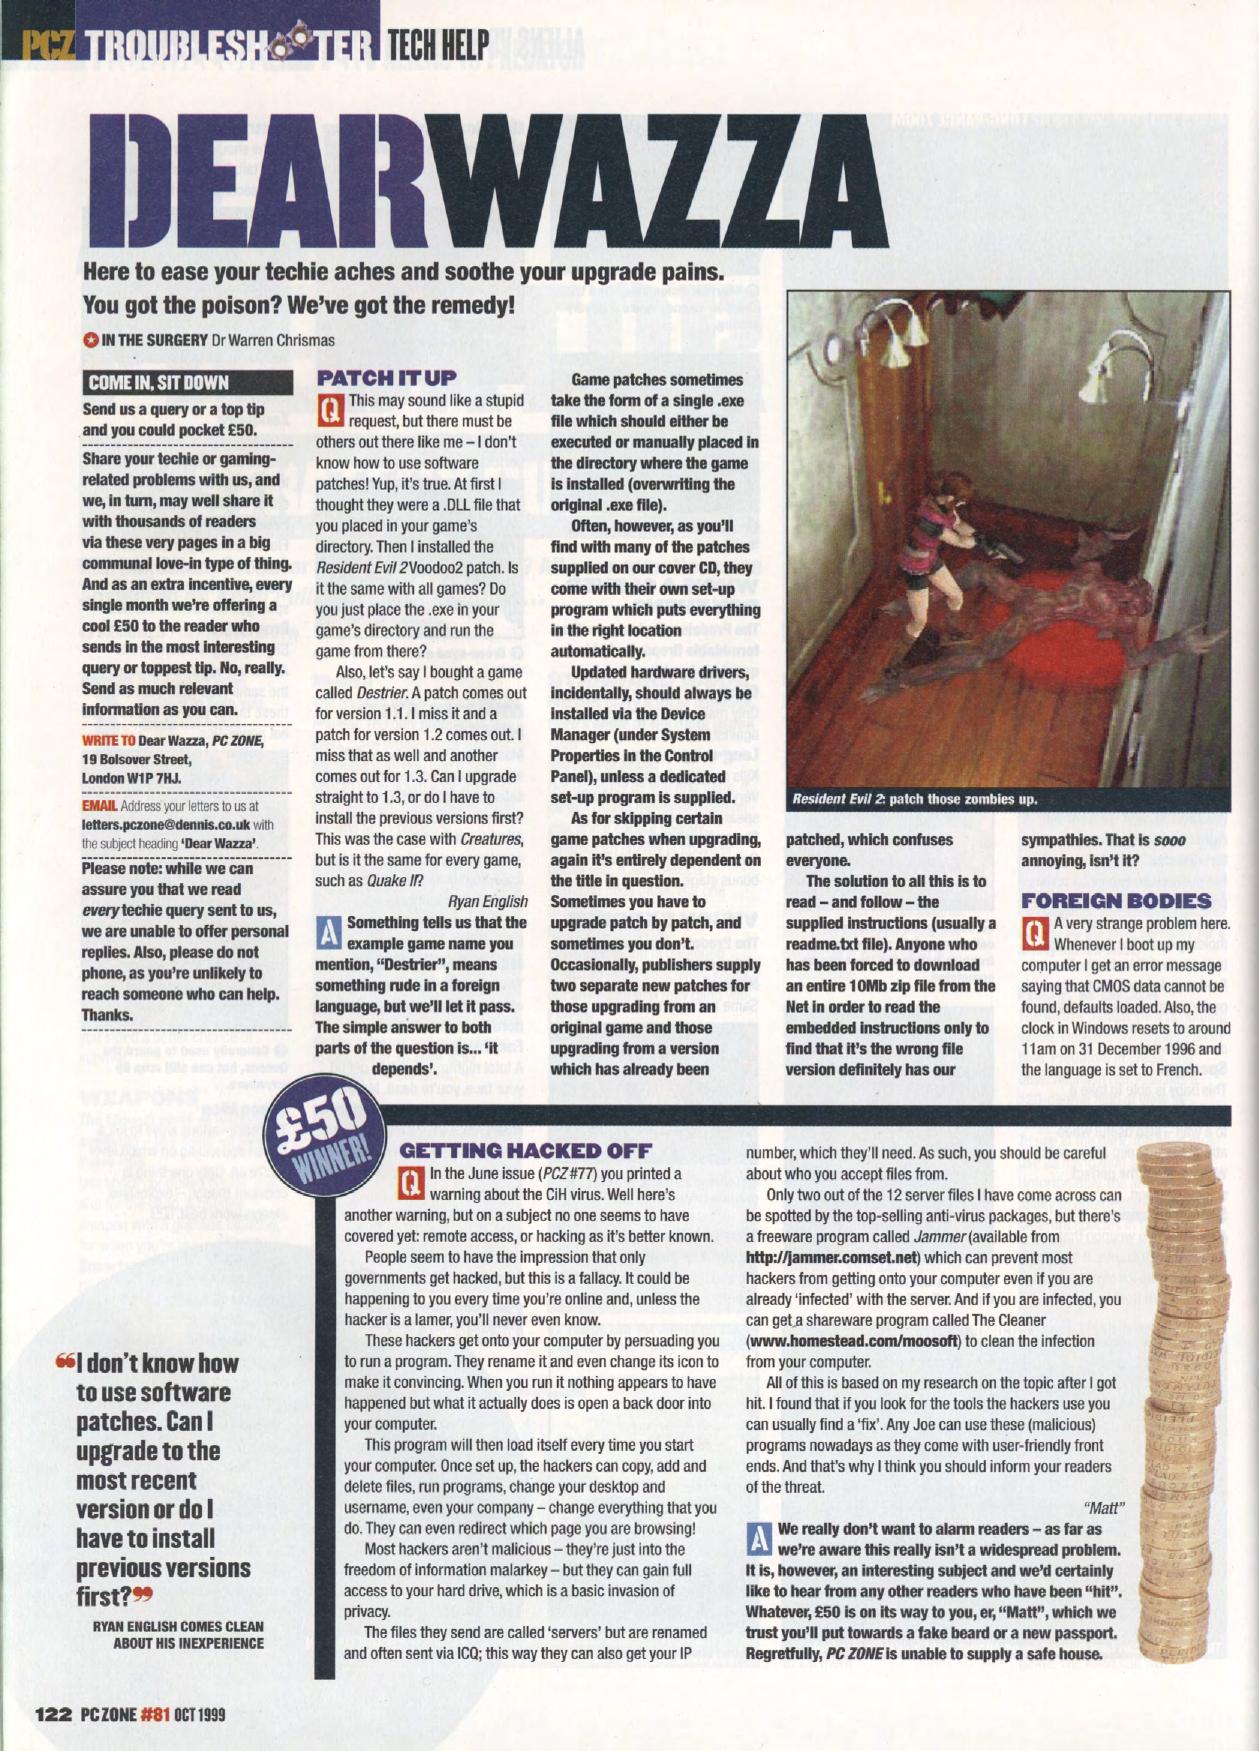 PCZ TROUBLESHOOTER TECH HELP
DEAR WAZZA
Here to ease your techie aches and soothe your upgrade pains.
You got the poison? We've got the remedy!
IN THE SURGERY Dr Warren Chrismas
COME IN, SIT DOWN
Send us a query or a top tip
and you could pocket £50.
Share your techie or gaming-
related problems with us, and
we, in turn, may well share it
with thousands of readers
via these very pages in a big
communal love-in type of thing.
And as an extra incentive, every
single month we're offering a
cool £50 to the reader who
sends in the most interesting
query or toppest tip. No, really.
Send as much relevant
information as you can.
WRITE TO Dear Wazza, PC ZONE,
19 Bolsover Street,
London W1P 7HJ.
EMAIL Address your letters to us at
letters.pczone@dennis.co.uk with
the subject heading 'Dear Wazza'.
Please note: while we can
assure you that we read
every techie query sent to us,
we are unable to offer personal
replies. Also, please do not
phone, as you're unlikely to
reach someone who can help.
Thanks.
PATCH IT UP
Q This may sound like a stupid
request, but there must be
others out there like me – I don't
know how to use software
patches! Yup, it's true. At first I
thought they were a .DLL file that
you placed in your game's
directory. Then I installed the
Resident Evil 2 Voodoo2 patch. Is
it the same with all games? Do
you just place the .exe in your
game's directory and run the
game from there?
Also, let's say I bought a game
called Destrier. A patch comes out
for version 1.1. I miss it and a
patch for version 1.2 comes out. I
miss that as well and another
comes out for 1.3. Can I upgrade
straight to 1.3, or do I have to
install the previous versions first?
This was the case with Creatures,
but is it the same for every game,
such as Quake II?
Ryan English
A Something tells us that the
example game name you
mention, "Destrier", means
something rude in a foreign
language, but we'll let it pass.
The simple answer to both
parts of the question is... 'it
depends'.
Game patches sometimes
take the form of a single .exe
file which should either be
executed or manually placed in
the directory where the game
is installed (overwriting the
original .exe file).
Often, however, as you'll
find with many of the patches
supplied on our cover CD, they
come with their own set-up
program which puts everything
in the right location
automatically.
Updated hardware drivers,
incidentally, should always be
installed via the Device
Manager (under System
Properties in the Control
Panel), unless a dedicated
set-up program is supplied.
As for skipping certain
game patches when upgrading,
again it's entirely dependent on
the title in question.
Sometimes you have to
upgrade patch by patch, and
sometimes you don't.
Occasionally, publishers supply
two separate new patches for
those upgrading from an
original game and those
upgrading from a version
which has already been
Resident Evil 2: patch those zombies up.
patched, which confuses
everyone.
The solution to all this is to
read – and follow – the
supplied instructions (usually a
readme.txt file). Anyone who
has been forced to download
an entire 10Mb zip file from the
Net in order to read the
embedded instructions only to
find that it's the wrong file
version definitely has our
sympathies. That is sooo
annoying, isn't it?
FOREIGN BODIES
Q A very strange problem here.
Whenever I boot up my
computer I get an error message
saying that CMOS data cannot be
found, defaults loaded. Also, the
clock in Windows resets to around
11am on 31 December 1996 and
the language is set to French.
£50
WINNER!
GETTING HACKED OFF
Q In the June issue (PCZ #77) you printed a
warning about the CiH virus. Well here's
another warning, but on a subject no one seems to have
covered yet: remote access, or hacking as it's better known.
People seem to have the impression that only
governments get hacked, but this is a fallacy. It could be
happening to you every time you're online and, unless the
hacker is a lamer, you'll never even know.
These hackers get onto your computer by persuading you
to run a program. They rename it and even change its icon to
make it convincing. When you run it nothing appears to have
happened but what it actually does is open a back door into
your computer.
This program will then load itself every time you start
your computer. Once set up, the hackers can copy, add and
delete files, run programs, change your desktop and
username, even your company – change everything that you
do. They can even redirect which page you are browsing!
Most hackers aren't malicious – they're just into the
freedom of information malarkey – but they can gain full
access to your hard drive, which is a basic invasion of
privacy.
The files they send are called 'servers' but are renamed
and often sent via ICQ; this way they can also get your IP
number, which they'll need. As such, you should be careful
about who you accept files from.
Only two out of the 12 server files I have come across can
be spotted by the top-selling anti-virus packages, but there's
a freeware program called Jammer (available from
http://jammer.comset.net) which can prevent most
hackers from getting onto your computer even if you are
already 'infected' with the server. And if you are infected, you
can get a shareware program called The Cleaner
(www.homestead.com/moosoft) to clean the infection
from your computer.
All of this is based on my research on the topic after I got
hit. I found that if you look for the tools the hackers use you
can usually find a 'fix'. Any Joe can use these (malicious)
programs nowadays as they come with user-friendly front
ends. And that's why I think you should inform your readers
of the threat.
"Matt"
A We really don't want to alarm readers – as far as
we're aware this really isn't a widespread problem.
It is, however, an interesting subject and we'd certainly
like to hear from any other readers who have been "hit".
Whatever, £50 is on its way to you, er, "Matt", which we
trust you'll put towards a fake beard or a new passport.
Regretfully, PC ZONE is unable to supply a safe house.
“I don't know how
to use software
patches. Can I
upgrade to the
most recent
version or do I
have to install
previous versions
first?”
RYAN ENGLISH COMES CLEAN
ABOUT HIS INEXPERIENCE
122 PC ZONE #81 OCT 1999